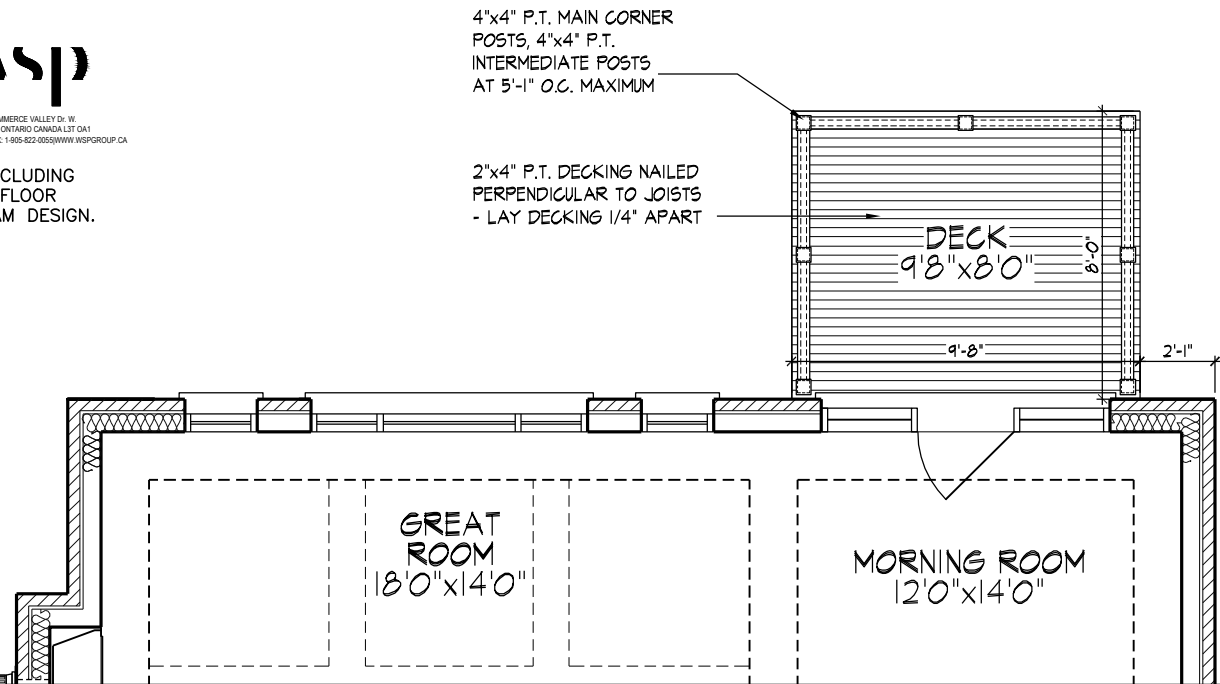 4"x4" P.T. MAIN CORNER
POSTS, 4"x4" P.T.
INTERMEDIATE POSTS
AT 5'-1" O.C. MAXIMUM
sp
MMERCE VALLEY Dr. W.
ONTARIO CANADA L3T 0A1
: 1-905-822-0055|WWW.WSPGROUP.CA
CLUDING
FLOOR
AM DESIGN.
2"x4" P.T. DECKING NAILED
PERPENDICULAR TO JOISTS
- LAY DECKING 1/4" APART
DECK
9'8"x8'0"
8'-0"
9'-8"
2'-1"
GREAT
ROOM
18'0"x14'0"
MORNING ROOM
12'0"x14'0"